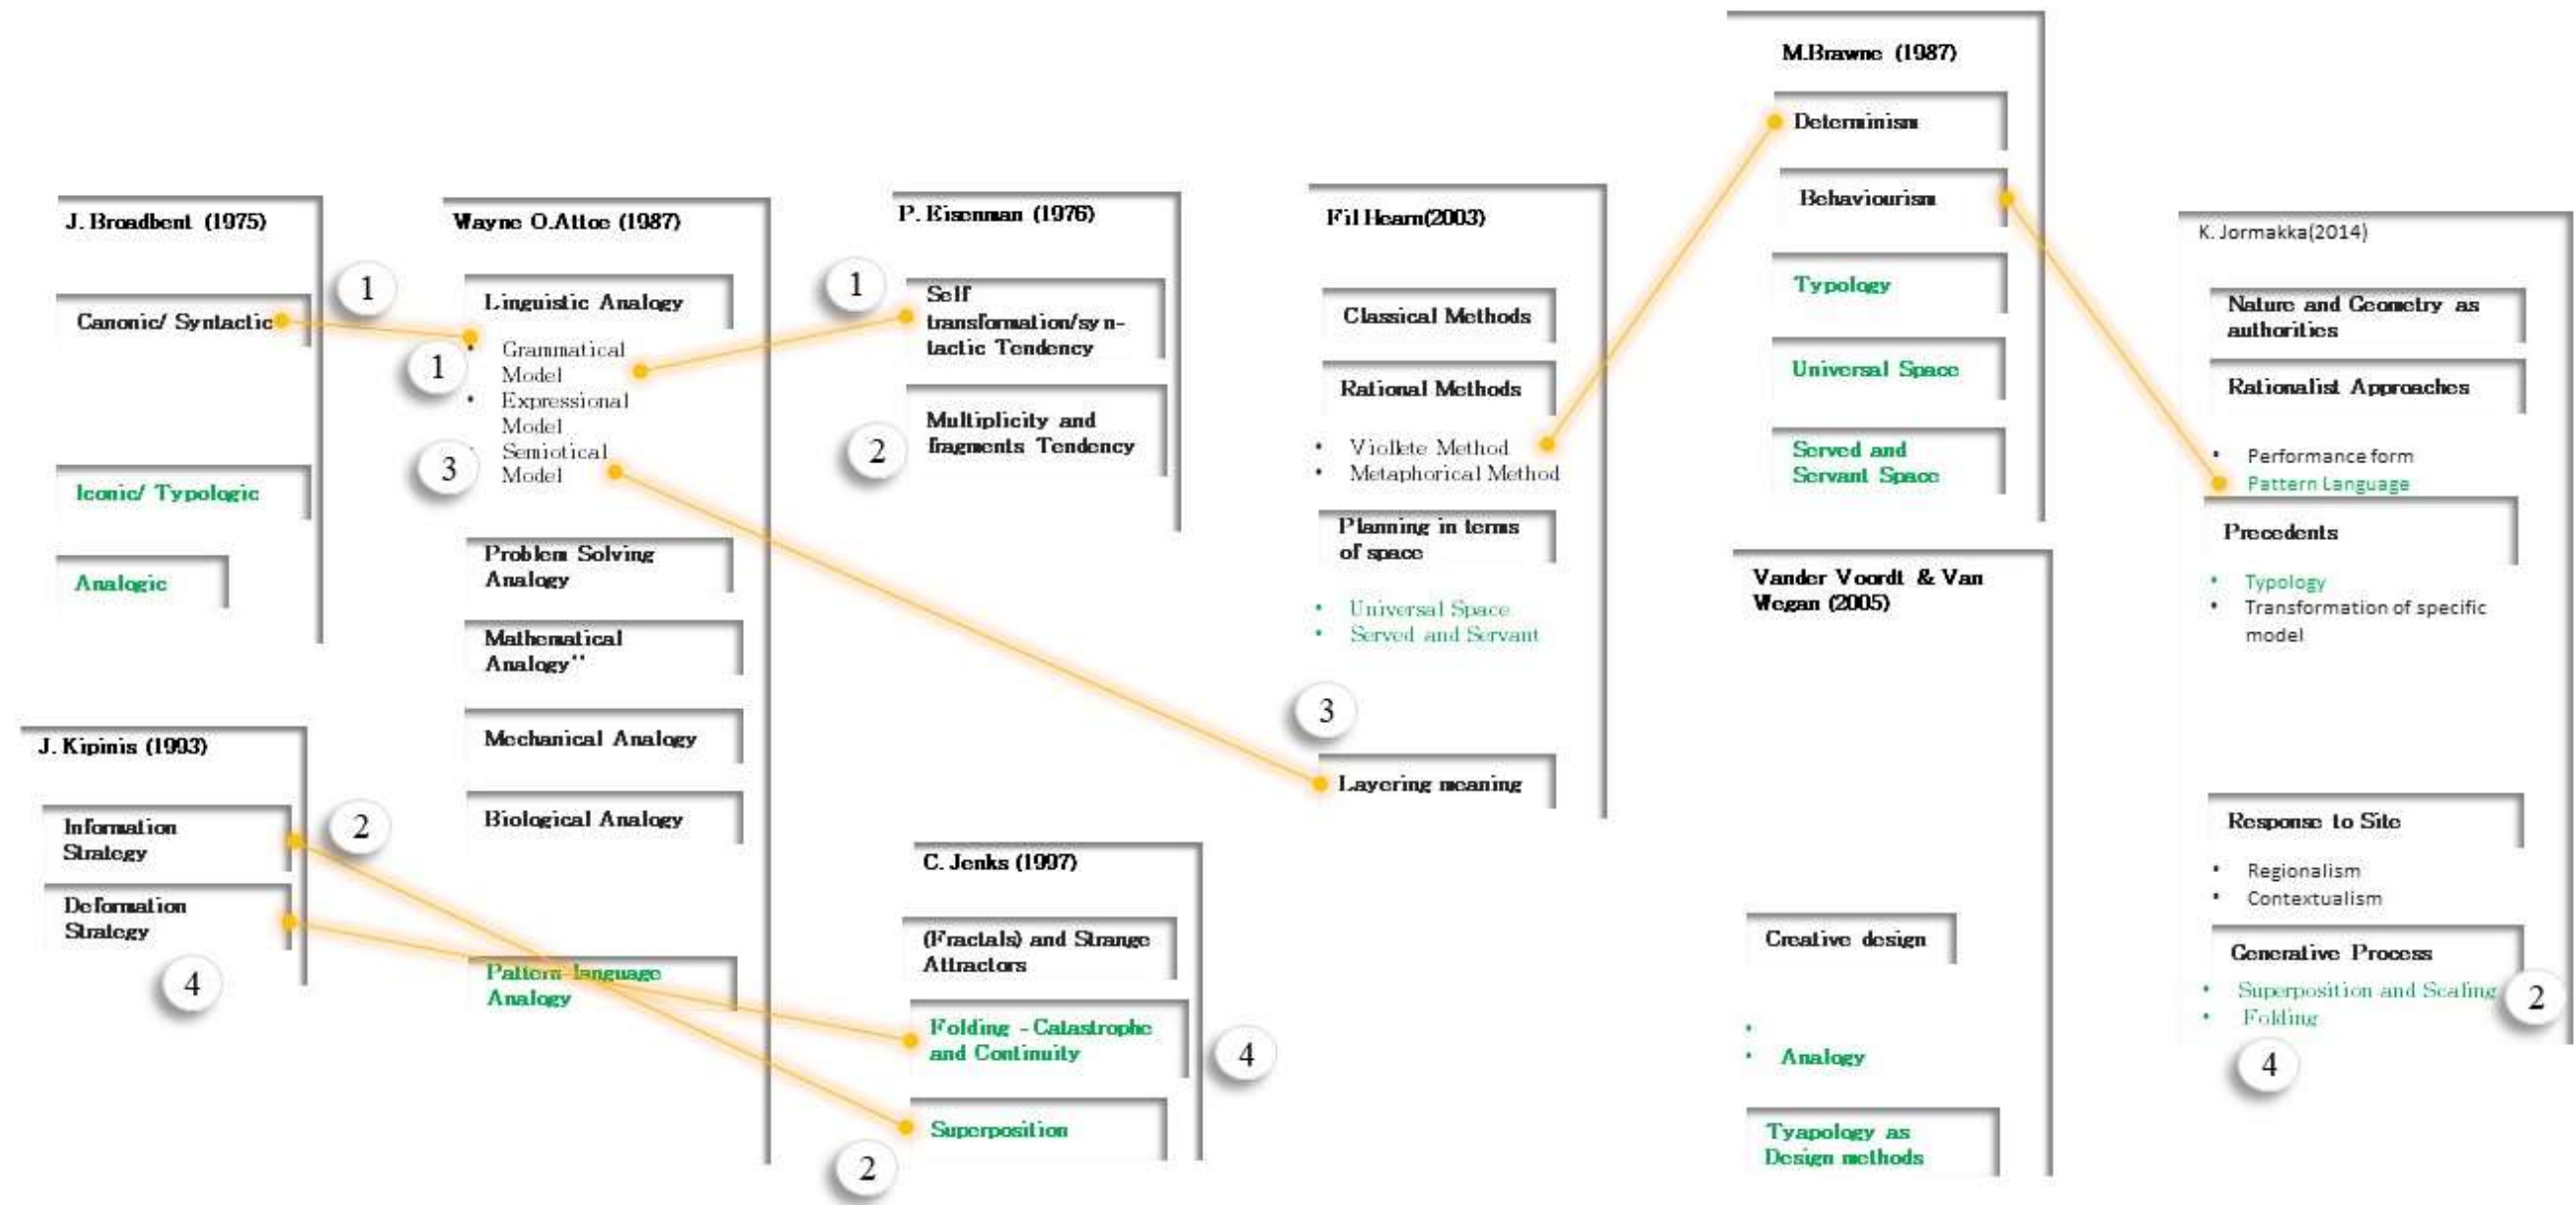 J. Broadbent (1975)
1
Canonic/ Syntactic
Iconic/ Typologic
Analogic
J. Kipinis (1993)
Information
Strategy
2
Deformation
Strategy
4
Wayne O.Attoe (1987)
Linguistic Analogy
1
• Grammatical
Model
• Expressional
Model
3
Semiotical
Model
Problem Solving
Analogy
Mathematical
Analogy''
Mechanical Analogy
Biological Analogy
Pattern language
Analogy
P. Eisenman (1976)
1
Self
transformation/syn-
tactic Tendency
2
Multiplicity and
fragments Tendency
C. Jenks (1997)
(Fractals) and Strange
Attractors
Folding - Catastrophe
and Continuity
4
Superposition
2
Fil Hearn(2003)
Classical Methods
Rational Methods
• Viollete Method
• Metaphorical Method
Planning in terms
of space
• Universal Space
• Served and Servant
3
Layering meaning
M.Brawne (1987)
Determinism
Behaviourism
Typology
Universal Space
Served and
Servant Space
Vander Voordt & Van
Wegan (2005)
Creative design
•
• Analogy
Tyapology as
Design methods
K. Jormakka(2014)
Nature and Geometry as
authorities
Rationalist Approaches
• Performance form
Pattern Language
Precedents
• Typology
• Transformation of specific
model
Response to Site
• Regionalism
• Contextualism
Generative Process
• Superposition and Scaling
2
• Folding
4